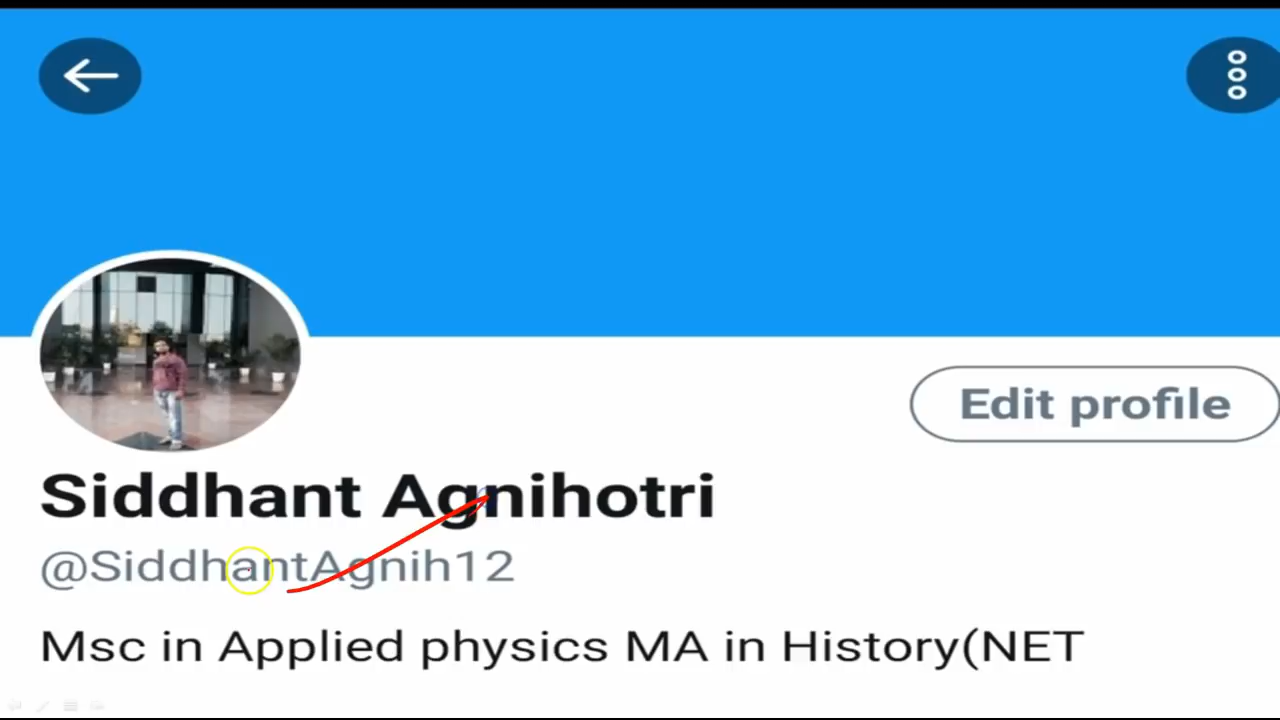 Edit profile
Siddhant Agnihotri
@SiddhantAgnih12
Msc in Applied physics MA in History(NET